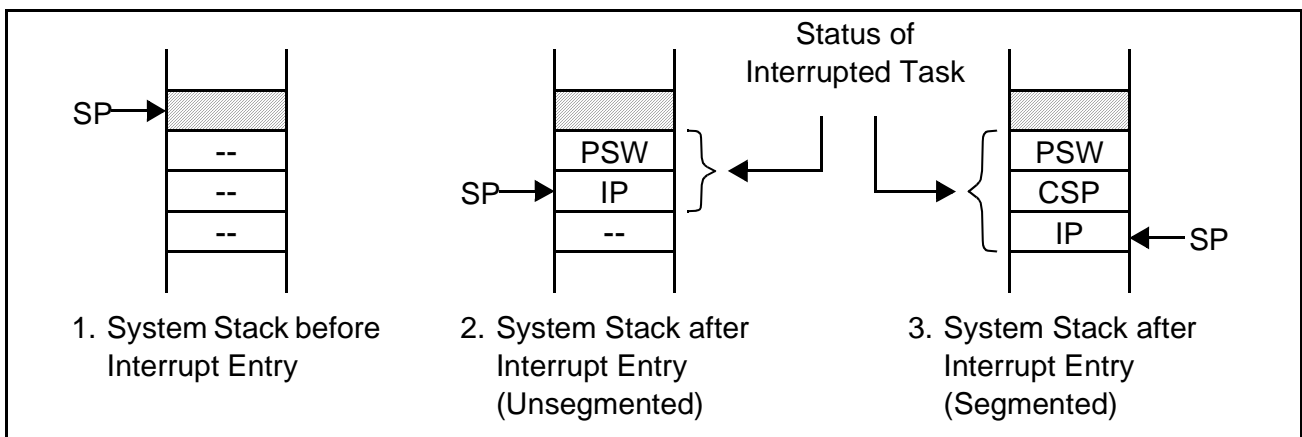 Status of
Interrupted Task
SP
--
--
--
SP
PSW
IP
--
PSW
CSP
IP
SP
1. System Stack before
Interrupt Entry
2. System Stack after
Interrupt Entry
(Unsegmented)
3. System Stack after
Interrupt Entry
(Segmented)